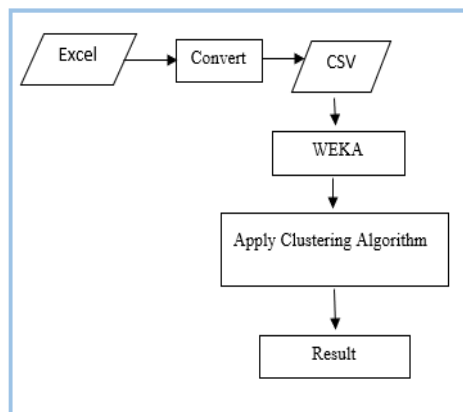 Excel
Convert
CSV
WEKA
Apply Clustering Algorithm
Result